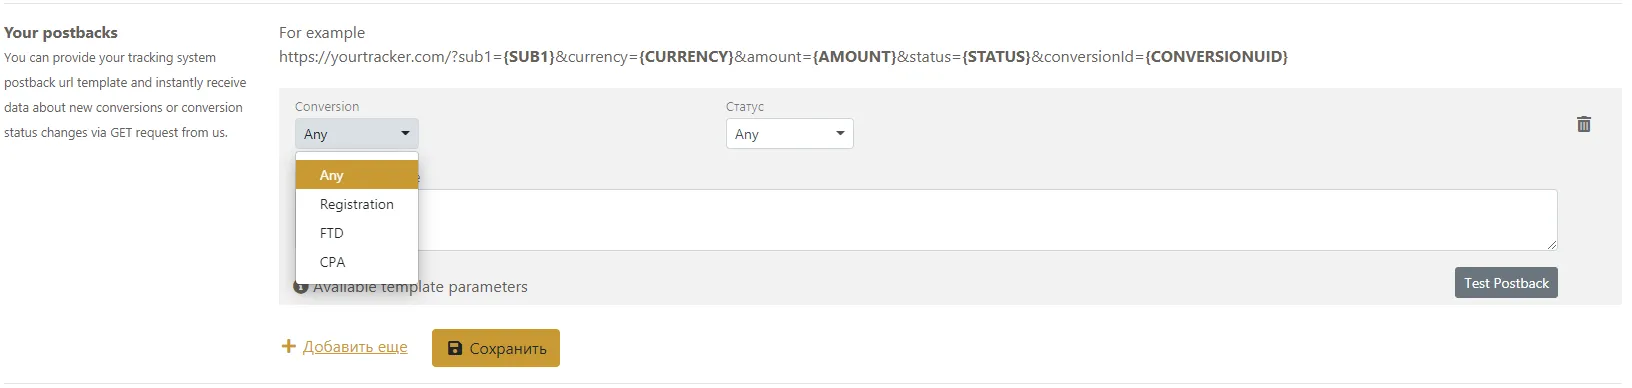 Your postbacks
You can provide your tracking system
postback url template and instantly receive
data about new conversions or conversion
status changes via GET request from us.
For example
https://yourtracker.com/?sub1={SUB1}&currency={CURRENCY}&amount={AMOUNT}&status={STATUS}&conversionId={CONVERSIONUID}
Conversion
Статус
Any
Any
Any
Registration
FTD
CPA
Available template parameters
Test Postback
Добавить еще
Сохранить